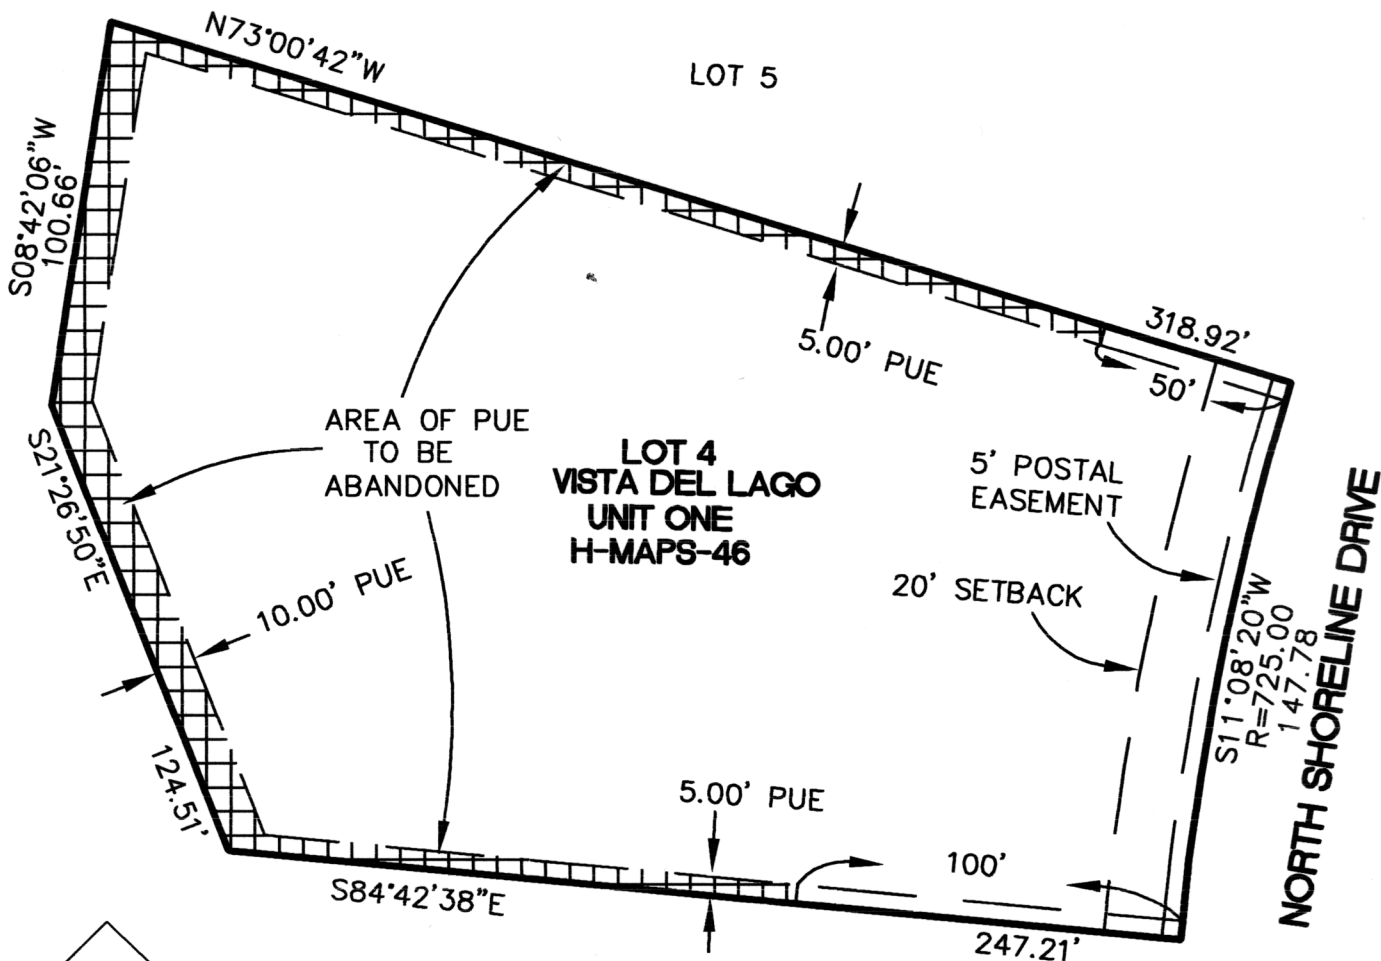 N73°00'42"W
LOT 5
S08°42'06"W
100.66'
318.92'
5.00' PUE
50'
AREA OF PUE
TO BE
ABANDONED
LOT 4
VISTA DEL LAGO
UNIT ONE
H-MAPS-46
5' POSTAL
EASEMENT
S21°26'50"E
10.00' PUE
20' SETBACK
S11°08'20"W
R=725.00
147.78
NORTH SHORELINE DRIVE
124.51'
5.00' PUE
100'
S84°42'38"E
247.21'